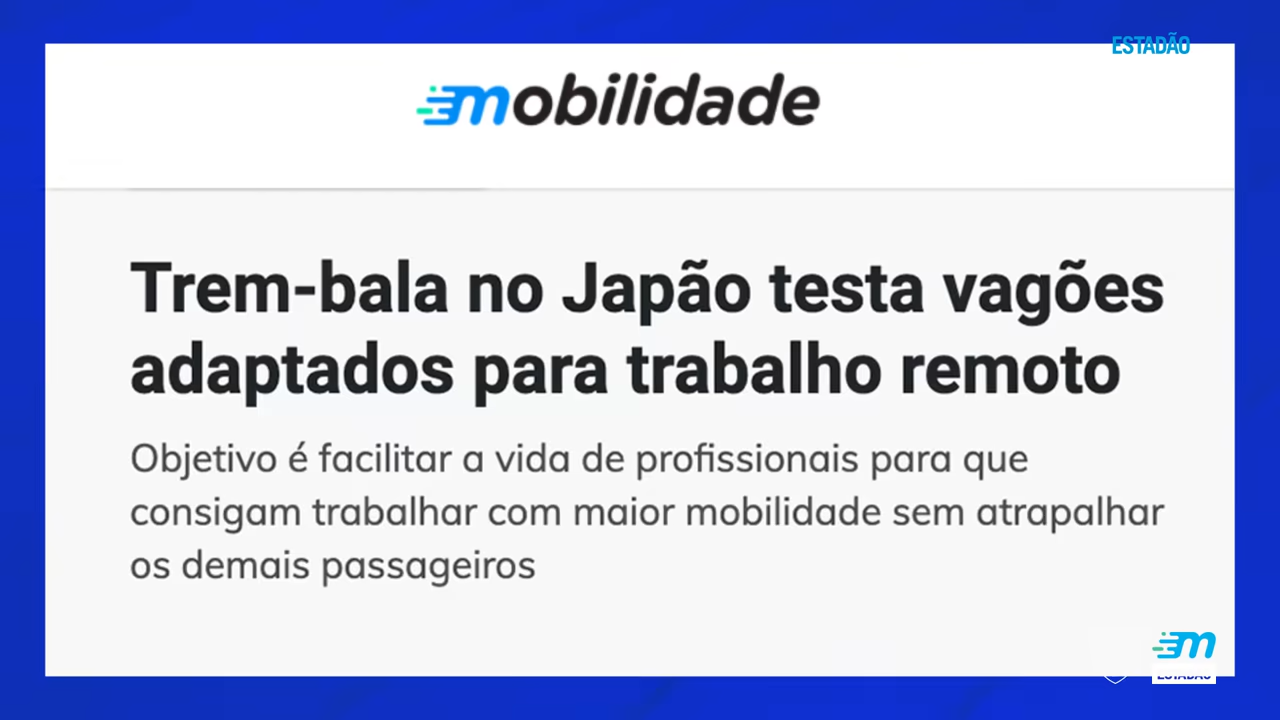 ESTADÃO
mobilidade
Trem-bala no Japão testa vagões
adaptados para trabalho remoto
Objetivo é facilitar a vida de profissionais para que
consigam trabalhar com maior mobilidade sem atrapalhar
os demais passageiros
m
ESTADÃO